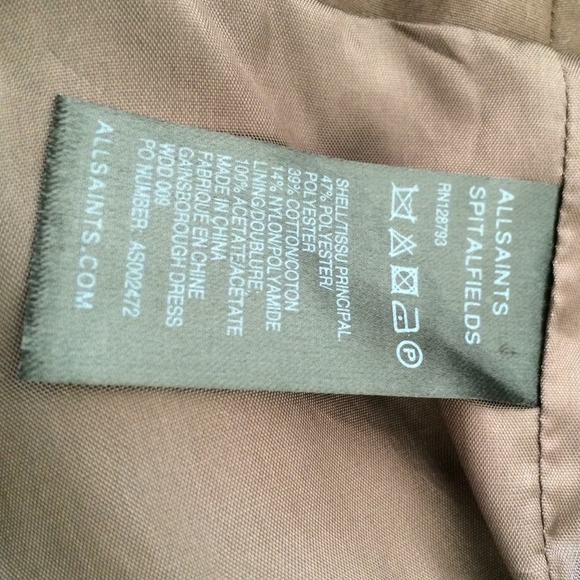 ALLSAINTS
SPITALFIELDS
RN128793
P
SHELL/TISSU PRINCIPAL
47% POLYESTER/
POLYESTER
39% COTTON/COTON
14% NYLON/POLYAMIDE
LINING/DOUBLURE,
100% ACETATE/ACETATE
MADE IN CHINA
FABRIQUE EN CHINE
GAINSBOROUGH DRESS
WDD 009
PO NUMBER : AS002472
ALLSAINTS.COM